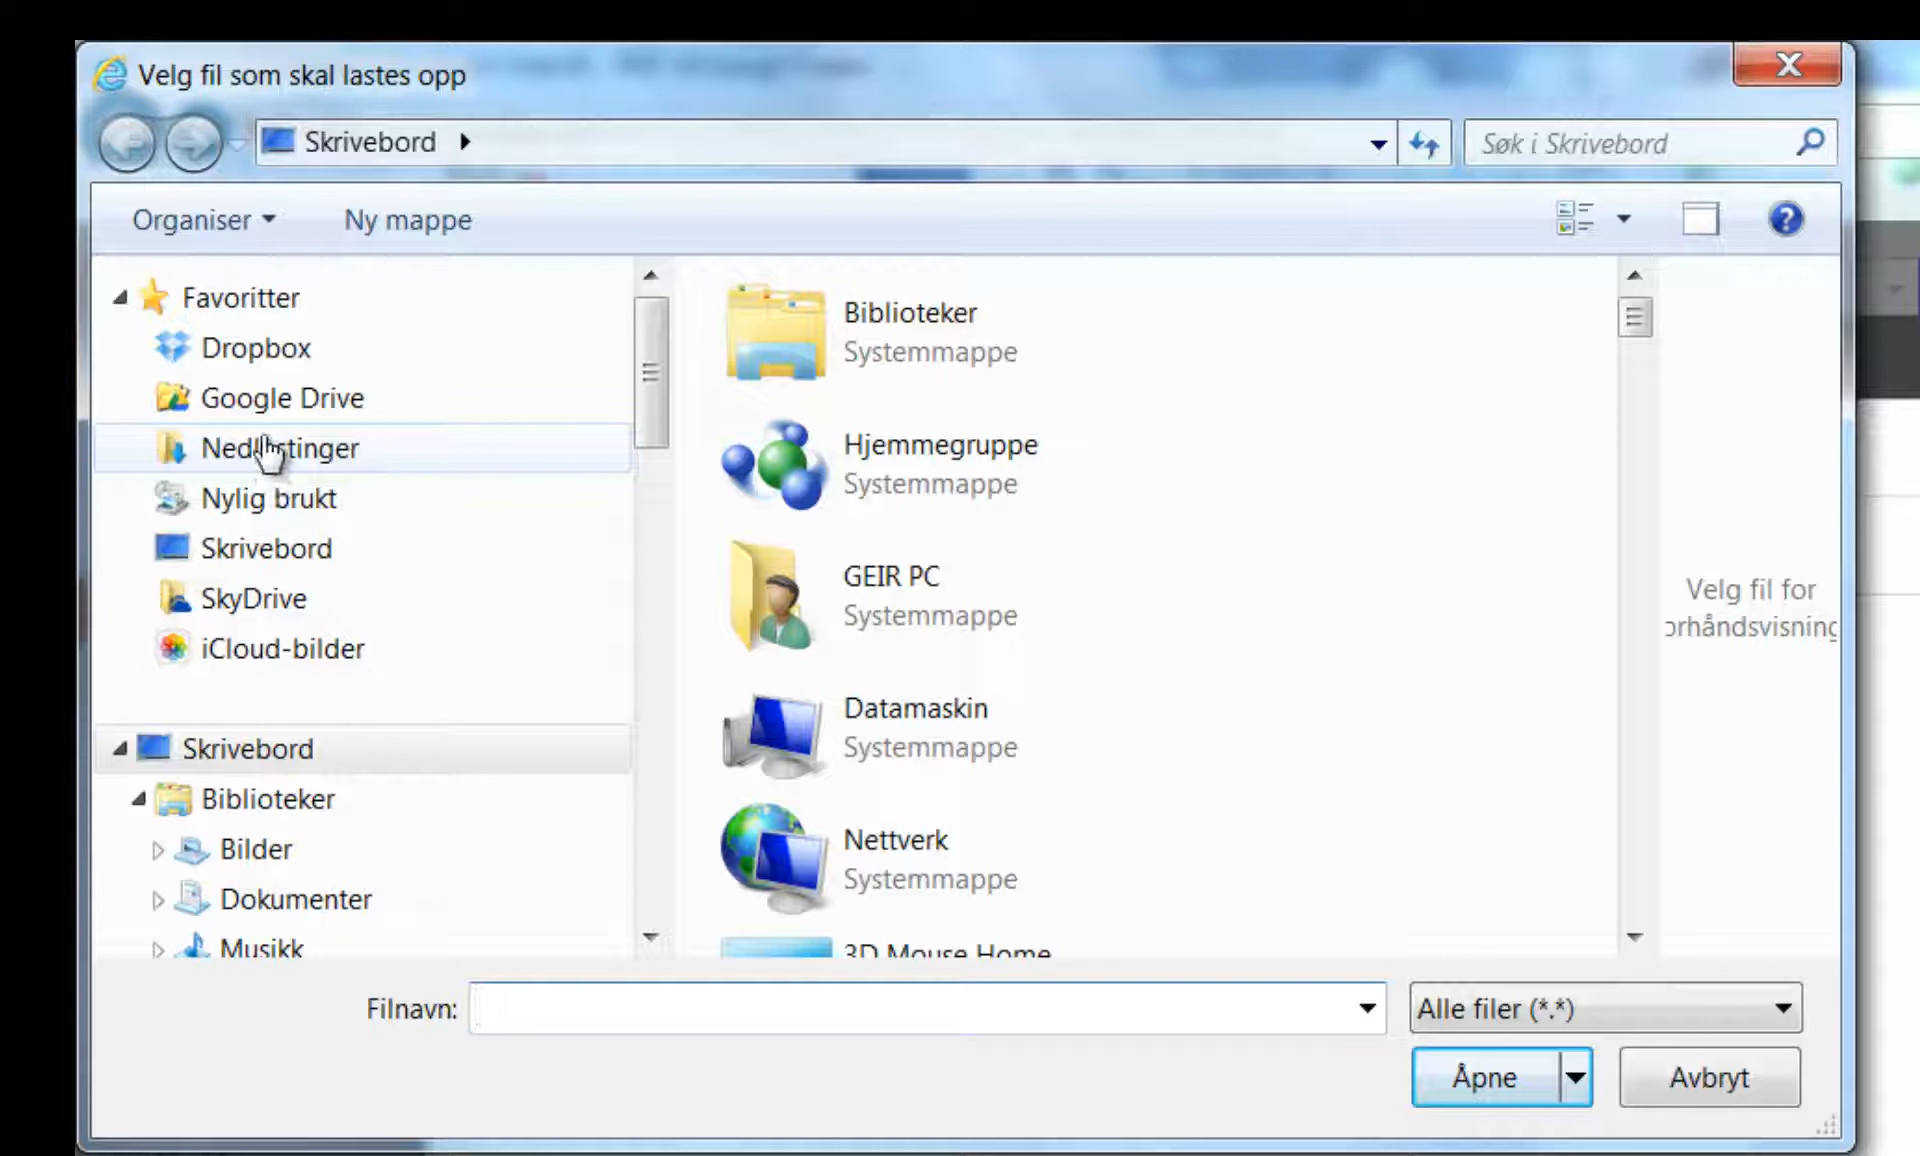 Velg fil som skal lastes opp
Skrivebord
Søk i Skrivebord
Organiser
Ny mappe
Favoritter
Dropbox
Google Drive
Nedlastinger
Nylig brukt
Skrivebord
SkyDrive
iCloud-bilder
Skrivebord
Biblioteker
Bilder
Dokumenter
Musikk
Biblioteker
Systemmappe
Hjemmegruppe
Systemmappe
GEIR PC
Systemmappe
Datamaskin
Systemmappe
Nettverk
Systemmappe
3D Mouse Home
Velg fil for
orhåndsvisning
Filnavn:
Alle filer (*.*)
Åpne
Avbryt